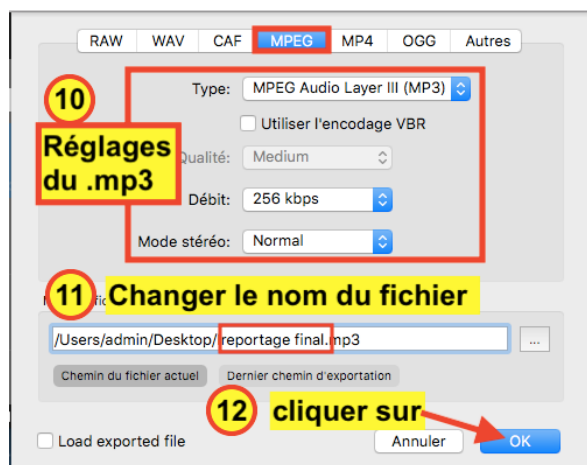 RAW WAV CAF MPEG MP4 OGG Autres
10
Type: MPEG Audio Layer III (MP3)
Utiliser l'encodage VBR
Réglages
du .mp3
Qualité: Medium
Débit: 256 kbps
Mode stéréo: Normal
11 Changer le nom du fichier
/Users/admin/Desktop/ reportage final.mp3 ...
Chemin du fichier actuel Dernier chemin d'exportation
12 cliquer sur
Load exported file Annuler OK